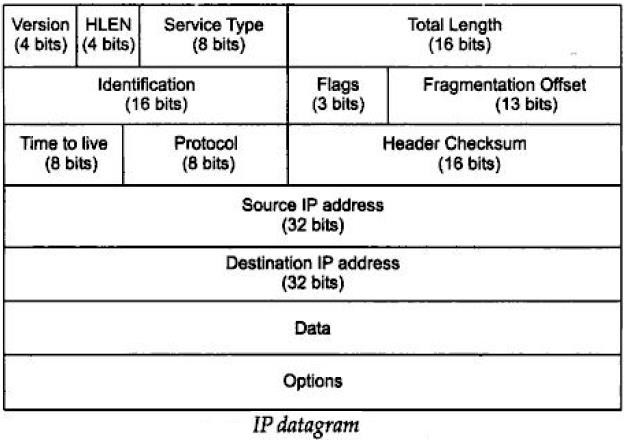 Version HLEN Service Type Total Length
(4 bits) (4 bits) (8 bits) (16 bits)
Identification Flags Fragmentation Offset
(16 bits) (3 bits) (13 bits)
Time to live Protocol Header Checksum
(8 bits) (8 bits) (16 bits)
Source IP address
(32 bits)
Destination IP address
(32 bits)
Data
Options
IP datagram